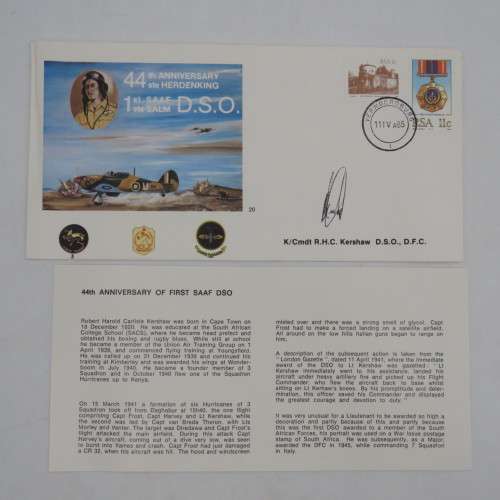 44 th ANNIVERSARY
ste HERDENKING
1 st. SAAF
ste SALM D.S.O.
RSA 11c
11 IV A85
20
K/Cmdt R.H.C. Kershaw D.S.O., D.F.C.
44th ANNIVERSARY OF FIRST SAAF DSO
Robert Harold Carlisle Kershaw was born in Cape Town on
18 December 1920. He was educated at the South African
College School (SACS), where he became head prefect and
obtained his boxing and rugby blues. While still at school
he became a member of the Union Air Training Group on 1
April 1939, and commenced flying training at Youngsfield.
He was called up on 21 December 1939 and continued his
training at Kimberley and was awarded his wings at Wonder-
boom in July 1940. He became a founder member of 3
Squadron and in October 1940 flew one of the Squadron
Hurricanes up to Kenya.
On 15 March 1941 a formation of six Hurricanes of 3
Squadron took off from Daghabur at 15h40, the one flight
comprising Capt Frost, Capt Harvey and Lt Kershaw, while
the second was led by Capt van Breda Theron, with Lts
Morley and Venter. The target was Diredawa and Capt Frost's
flight attacked the main airfield. During this attack Capt
Harvey's aircraft, coming out of a dive very low, was seen
to bunt into Italian armour. Capt Frost had just damaged
a CR 32, when his aircraft was hit. The hood and windscreen
misted over and there was a strong smell of glycol. Capt
Frost had to make a forced landing on a satellite airfield.
All around on the low hills Italian guns began to range on
him.
A description of the subsequent action is taken from the
"London Gazette", dated 11 April 1941, where the immediate
award of the DSO to Lt Kershaw was gazetted: "Lt
Kershaw immediately went to his assistance, landed his
aircraft under heavy artillery fire and picked up his Flight
Commander, who flew the aircraft back to base whilst
sitting on Lt Kershaw's knees. By his promptitude and deter-
mination, this officer saved his Commander and displayed
the greatest courage and devotion to duty."
It was very unusual for a Lieutenant to be awarded so high a
decoration and partly because of this and partly because
this was the first DSO awarded to a member of the South
African Forces, his portrait was used on a War Issue postage
stamp of South Africa. He was subsequently, as a Major,
awarded the DFC in 1945, while commanding 7 Squadron
in Italy.